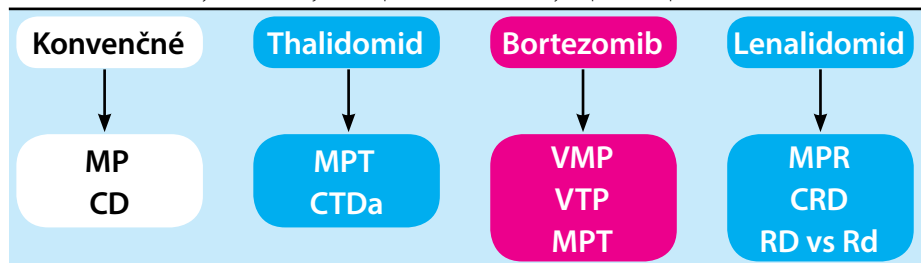 Konvenčné
Thalidomid
Bortezomib
Lenalidomid
MP
CD
MPT
CTDa
VMP
VTP
MPT
MPR
CRD
RD vs Rd